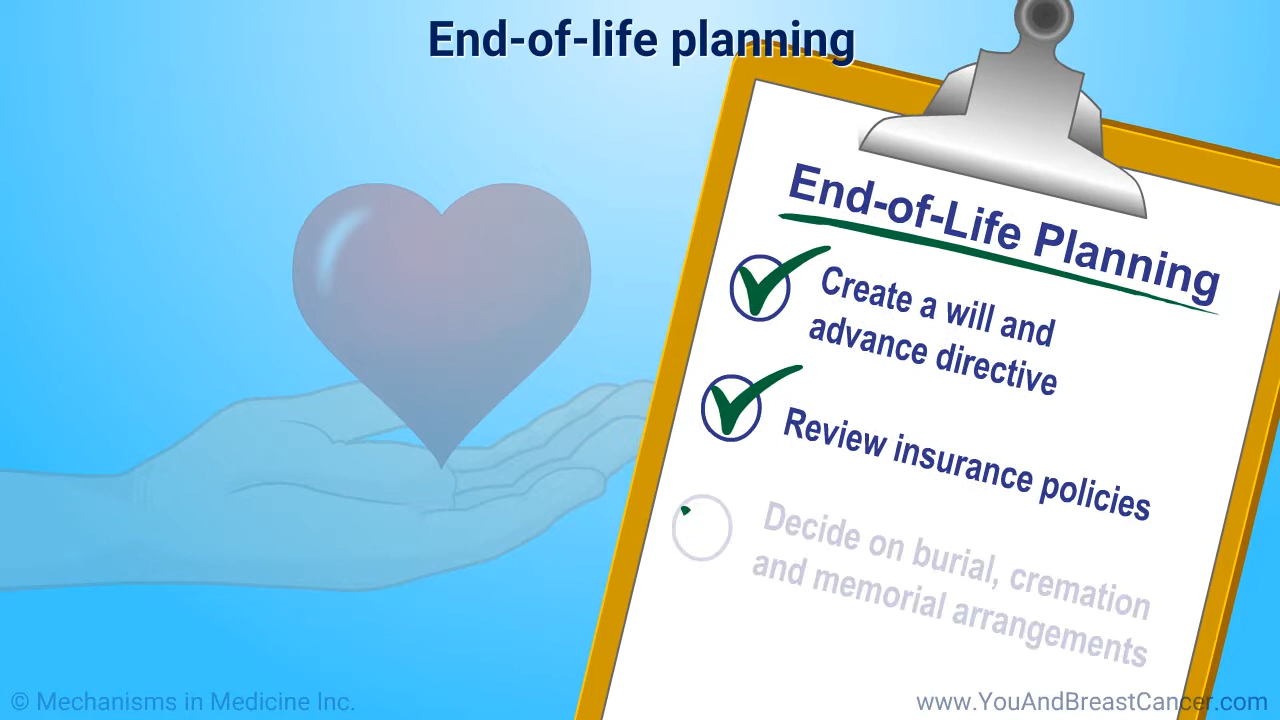 End-of-life planning
End-of-Life Planning
Create a will and
advance directive
Review insurance policies
Decide on burial, cremation
and memorial arrangements
© Mechanisms in Medicine Inc.
www.YouAndBreastCancer.com